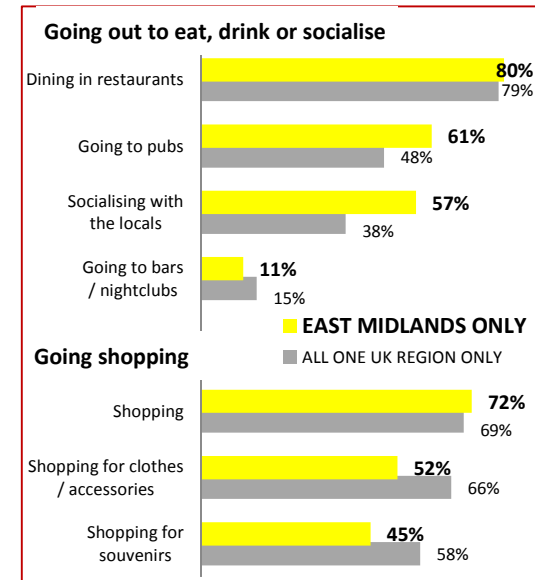 Going out to eat, drink or socialise
Dining in restaurants
80%
79%
Going to pubs
61%
48%
Socialising with
the locals
57%
38%
Going to bars
/ nightclubs
11%
15%
EAST MIDLANDS ONLY
ALL ONE UK REGION ONLY
Going shopping
Shopping
72%
69%
Shopping for clothes
/ accessories
52%
66%
Shopping for
souvenirs
45%
58%